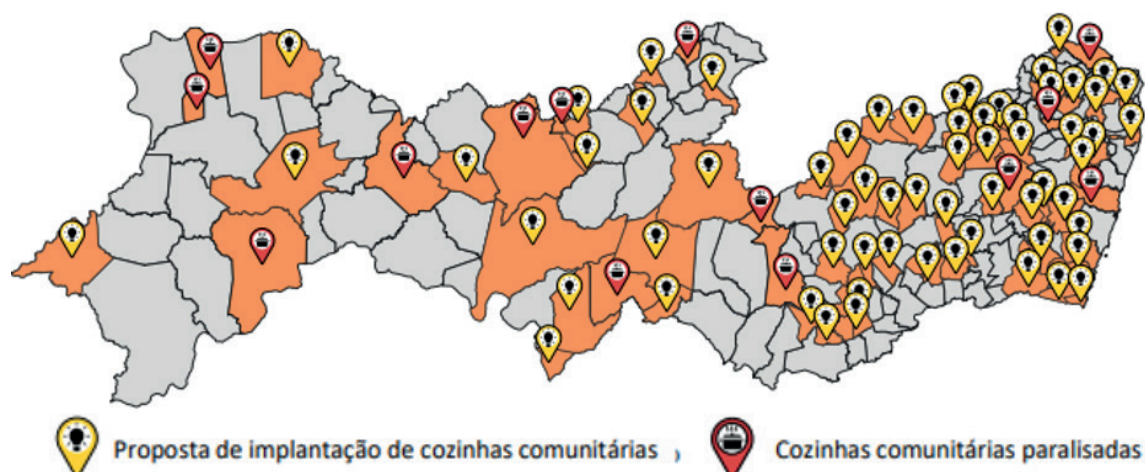 Proposta de implantação de cozinhas comunitárias , Cozinhas comunitárias paralisadas